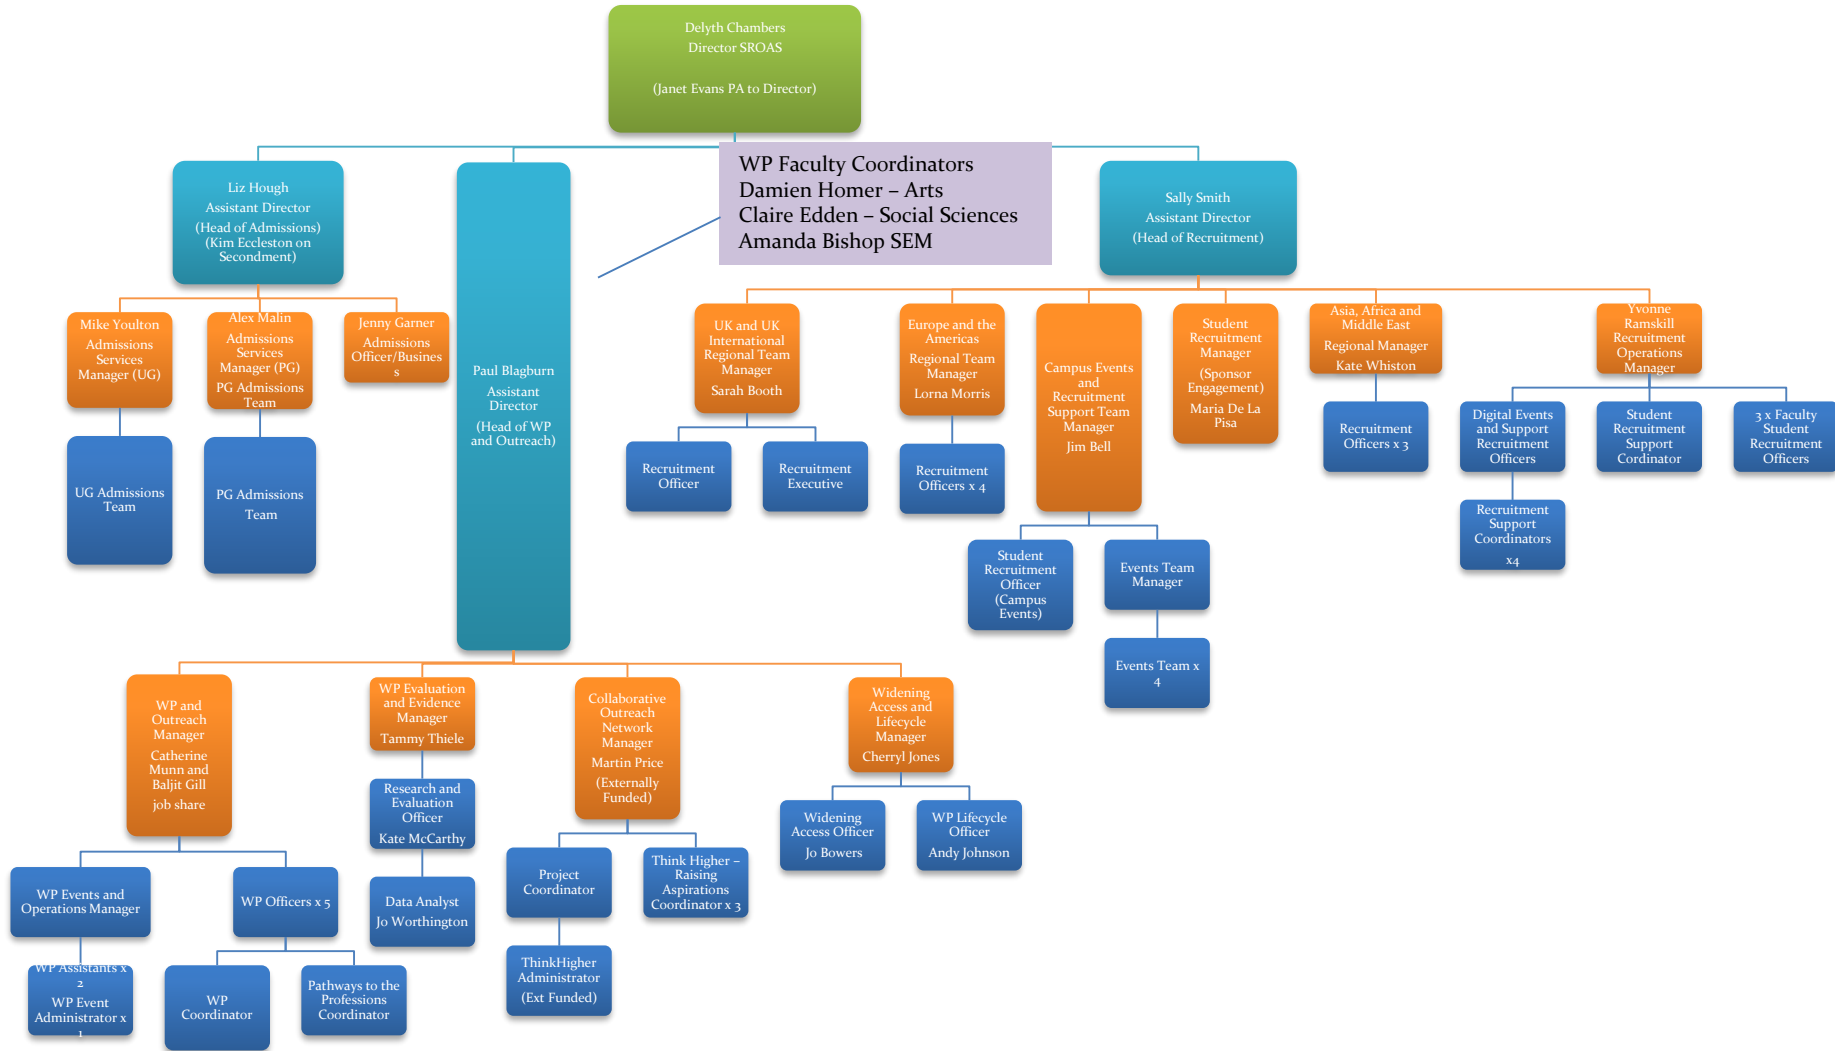 Delyth Chambers
Director SROAS
(Janet Evans PA to Director)
WP Faculty Coordinators
Damien Homer – Arts
Claire Edden – Social Sciences
Amanda Bishop SEM
Liz Hough
Assistant Director
(Head of Admissions)
(Kim Eccleston on
Secondment)
Paul Blagburn
Assistant
Director
(Head of WP
and Outreach)
Sally Smith
Assistant Director
(Head of Recruitment)
Mike Youlton
Admissions
Services
Manager (UG)
Alex Malin
Admissions
Services
Manager (PG)
PG Admissions
Team
Jenny Garner
Admissions
Officer/Busines
s
UG Admissions
Team
PG Admissions
Team
UK and UK
International
Regional Team
Manager
Sarah Booth
Europe and the
Americas
Regional Team
Manager
Lorna Morris
Campus Events
and
Recruitment
Support Team
Manager
Jim Bell
Student
Recruitment
Manager
(Sponsor
Engagement)
Maria De La
Pisa
Asia, Africa and
Middle East
Regional Manager
Kate Whiston
Yvonne
Ramskill
Recruitment
Operations
Manager
Recruitment
Officer
Recruitment
Executive
Recruitment
Officers x 4
Student
Recruitment
Officer
(Campus
Events)
Events Team
Manager
Events Team x
4
Recruitment
Officers x 3
Digital Events
and Support
Recruitment
Officers
Student
Recruitment
Support
Cordinator
3 x Faculty
Student
Recruitment
Officers
Recruitment
Support
Coordinators
x4
WP and
Outreach
Manager
Catherine
Munn and
Baljit Gill
job share
WP Evaluation
and Evidence
Manager
Tammy Thiele
Collaborative
Outreach
Network
Manager
Martin Price
(Externally
Funded)
Widening
Access and
Lifecycle
Manager
Cherryl Jones
WP Events and
Operations Manager
WP Officers x 5
WP Assistants x
2
WP Event
Administrator x
1
WP
Coordinator
Pathways to the
Professions
Coordinator
Research and
Evaluation
Officer
Kate McCarthy
Data Analyst
Jo Worthington
Project
Coordinator
Think Higher –
Raising
Aspirations
Coordinator x 3
ThinkHigher
Administrator
(Ext Funded)
Widening
Access Officer
Jo Bowers
WP Lifecycle
Officer
Andy Johnson